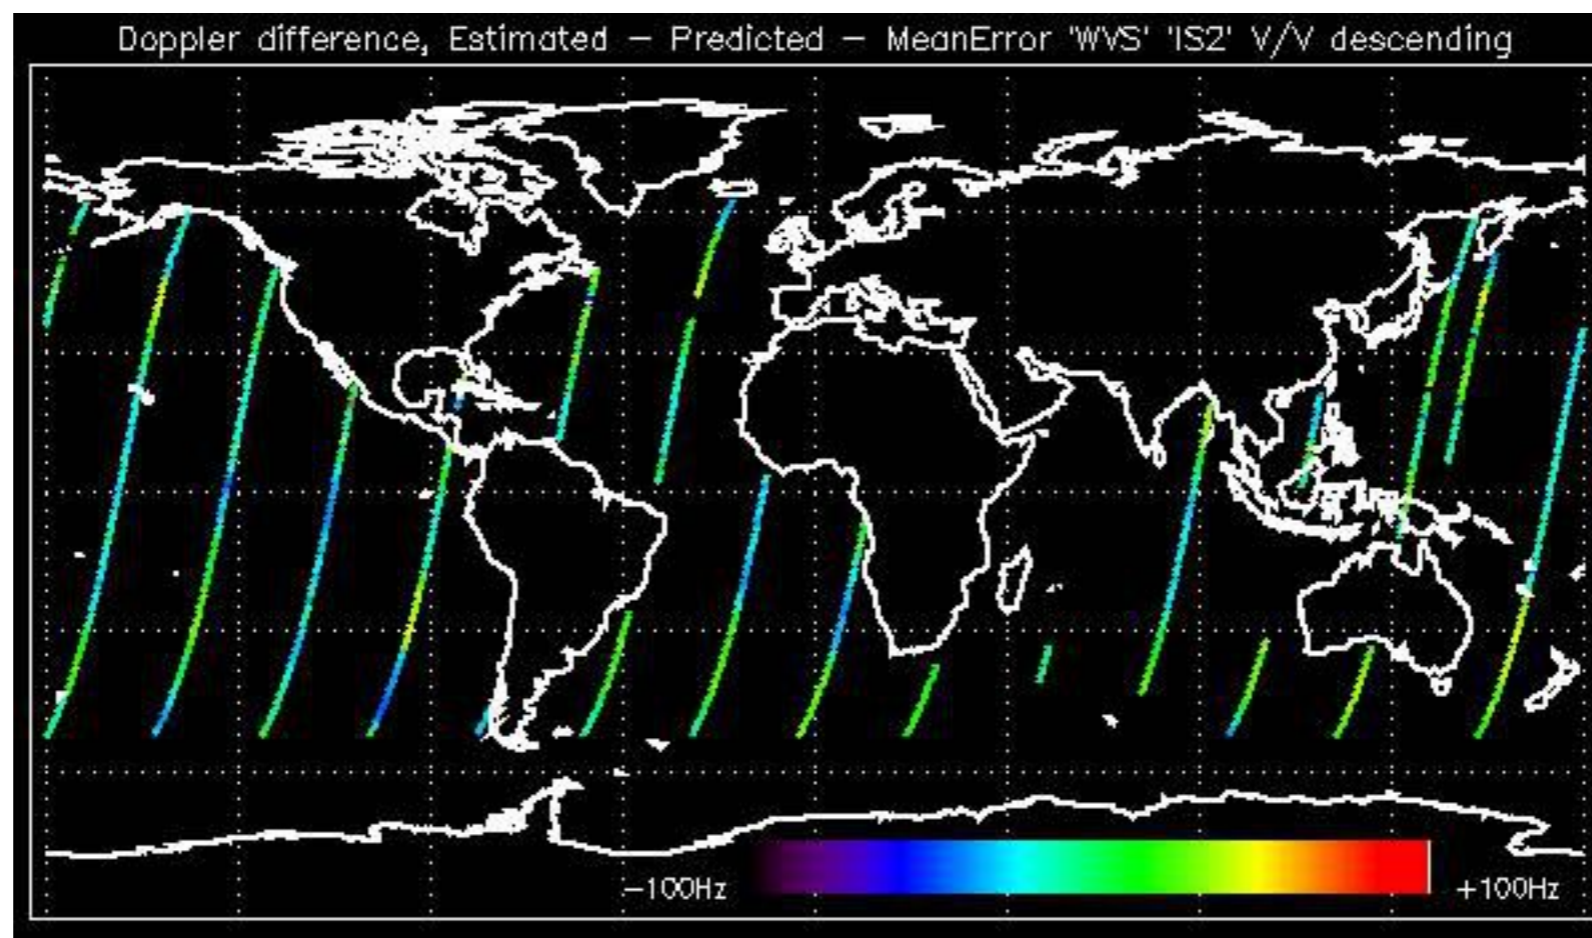 Doppler difference, Estimated – Predicted – MeanError 'WVS' 'IS2' V/V descending
–100Hz
+100Hz